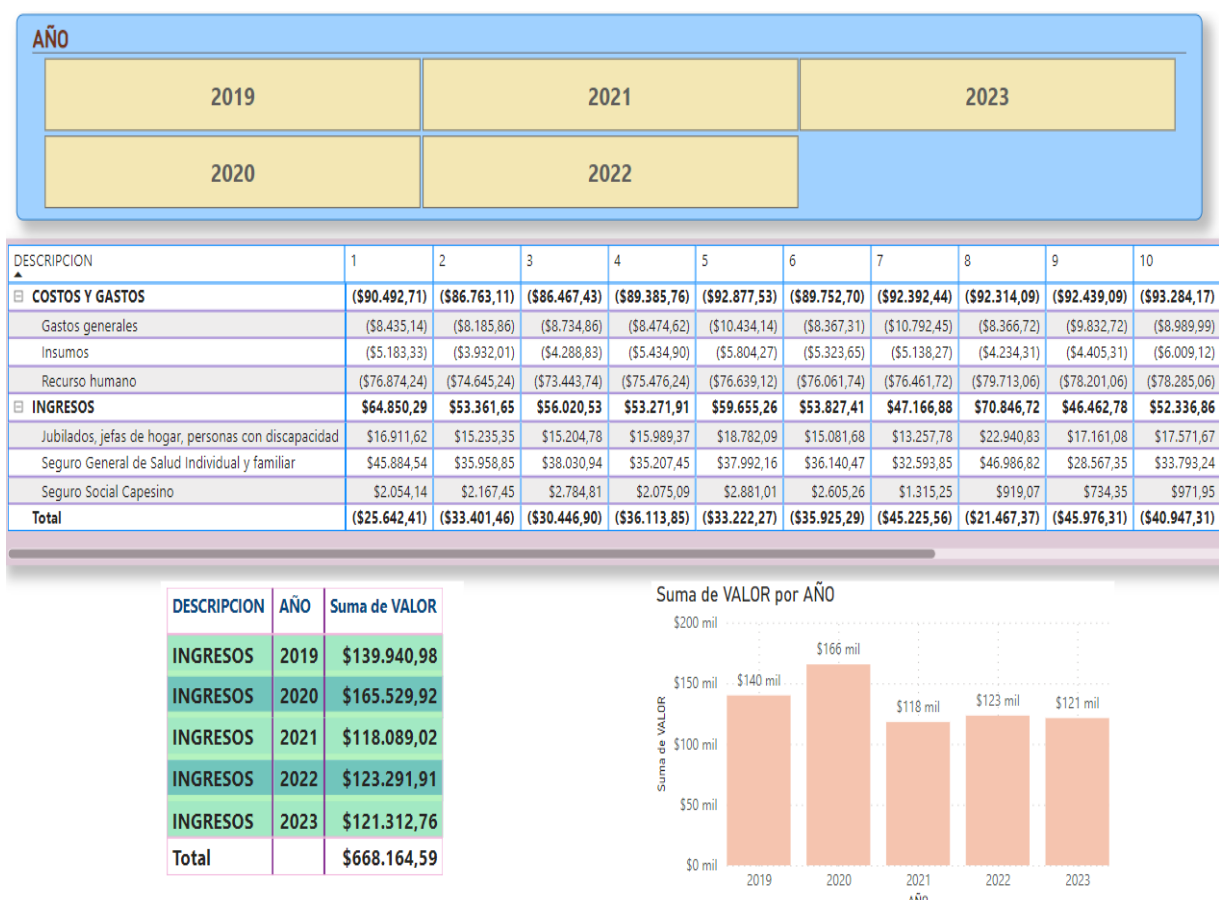 AÑO
2019 2021 2023
2020 2022
DESCRIPCION 1 2 3 4 5 6 7 8 9 10
COSTOS Y GASTOS ($90.492,71) ($86.763,11) ($86.467,43) ($89.385,76) ($92.877,53) ($89.752,70) ($92.392,44) ($92.314,09) ($92.439,09) ($93.284,17)
Gastos generales ($8.435,14) ($8.185,86) ($8.734,86) ($8.474,62) ($10.434,14) ($8.367,31) ($10.792,45) ($8.366,72) ($9.832,72) ($8.989,99)
Insumos ($5.183,33) ($3.932,01) ($4.288,83) ($5.434,90) ($5.804,27) ($5.323,65) ($5.138,27) ($4.234,31) ($4.405,31) ($6.009,12)
Recurso humano ($76.874,24) ($74.645,24) ($73.443,74) ($75.476,24) ($76.639,12) ($76.061,74) ($76.461,72) ($79.713,06) ($78.201,06) ($78.285,06)
INGRESOS $64.850,29 $53.361,65 $56.020,53 $53.271,91 $59.655,26 $53.827,41 $47.166,88 $70.846,72 $46.462,78 $52.336,86
Jubilados, jefas de hogar, personas con discapacidad $16.911,62 $15.235,35 $15.204,78 $15.989,37 $18.782,09 $15.081,68 $13.257,78 $22.940,83 $17.161,08 $17.571,67
Seguro General de Salud Individual y familiar $45.884,54 $35.958,85 $38.030,94 $35.207,45 $37.992,16 $36.140,47 $32.593,85 $46.986,82 $28.567,35 $33.793,24
Seguro Social Capesino $2.054,14 $2.167,45 $2.784,81 $2.075,09 $2.881,01 $2.605,26 $1.315,25 $919,07 $734,35 $971,95
Total ($25.642,41) ($33.401,46) ($30.446,90) ($36.113,85) ($33.222,27) ($35.925,29) ($45.225,56) ($21.467,37) ($45.976,31) ($40.947,31)
DESCRIPCION AÑO Suma de VALOR
INGRESOS 2019 $139.940,98
INGRESOS 2020 $165.529,92
INGRESOS 2021 $118.089,02
INGRESOS 2022 $123.291,91
INGRESOS 2023 $121.312,76
Total $668.164,59
Suma de VALOR por AÑO
Suma de VALOR
$200 mil
$150 mil
$100 mil
$50 mil
$0 mil
$140 mil
$166 mil
$118 mil
$123 mil
$121 mil
2019 2020 2021 2022 2023
AÑO